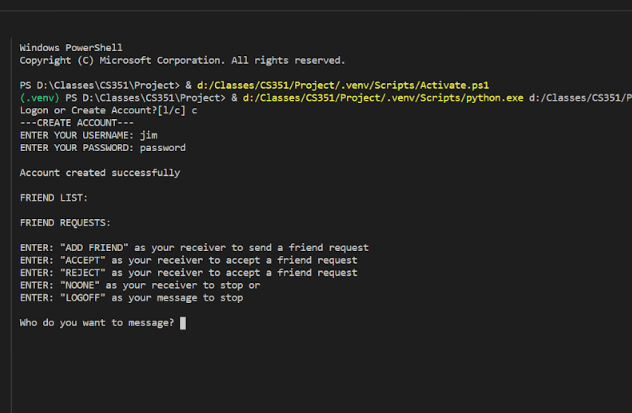 Windows PowerShell
Copyright (C) Microsoft Corporation. All rights reserved.
PS D:\Classes\CS351\Project> & d:/Classes/CS351/Project/.venv/Scripts/Activate.ps1
(.venv) PS D:\Classes\CS351\Project> & d:/Classes/CS351/Project/.venv/Scripts/python.exe d:/Classes/CS351/P
Logon or Create Account?[l/c] c
---CREATE ACCOUNT---
ENTER YOUR USERNAME: jim
ENTER YOUR PASSWORD: password
Account created successfully
FRIEND LIST:
FRIEND REQUESTS:
ENTER: "ADD FRIEND" as your receiver to send a friend request
ENTER: "ACCEPT" as your receiver to accept a friend request
ENTER: "REJECT" as your receiver to accept a friend request
ENTER: "NOONE" as your receiver to stop or
ENTER: "LOGOFF" as your message to stop
Who do you want to message?